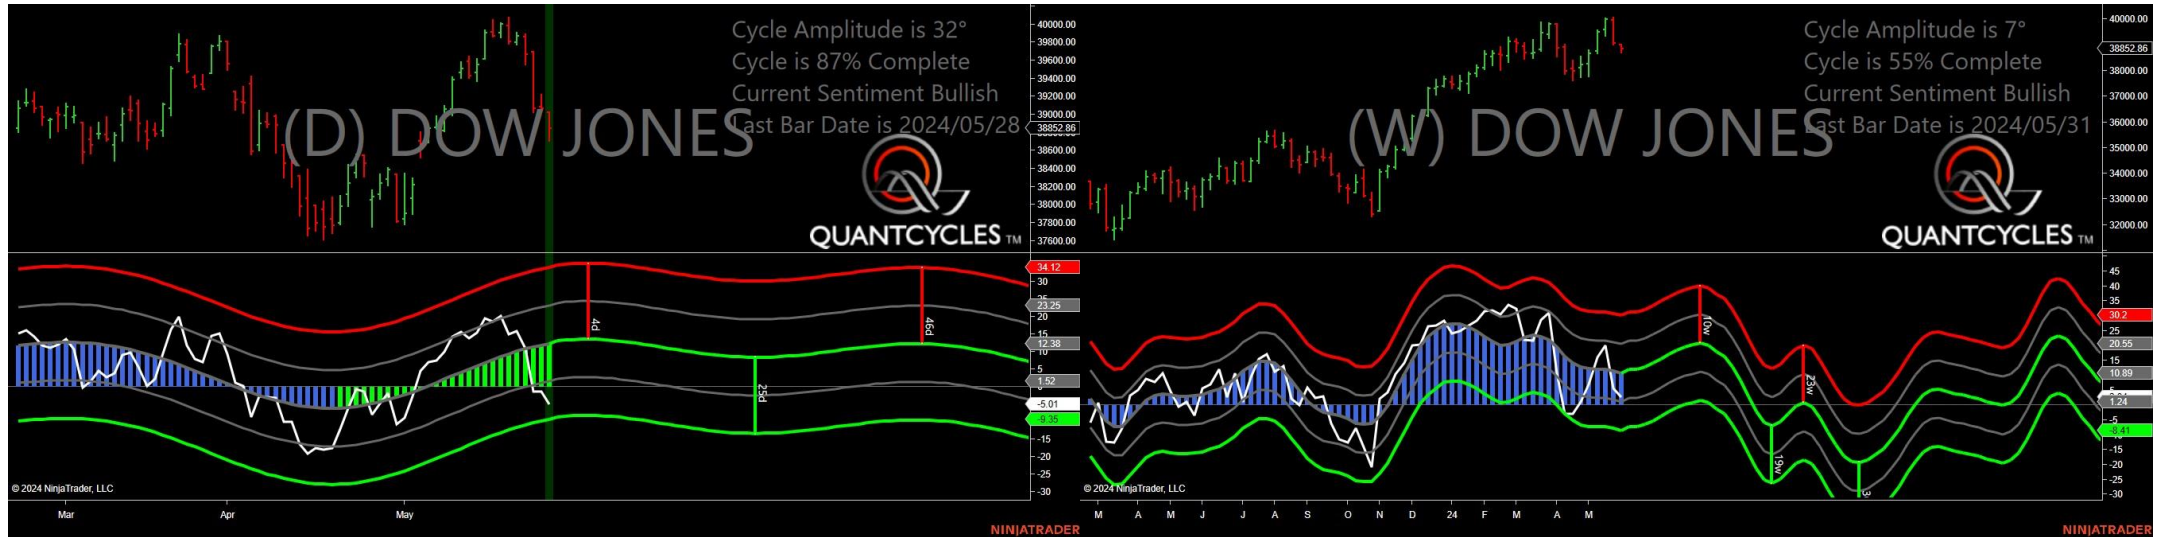 Cycle Amplitude is 32°
Cycle is 87% Complete
Current Sentiment Bullish
Last Bar Date is 2024/05/28
(D) DOW JONES
QUANTCYCLES TM
40000.00
39800.00
39600.00
39400.00
39200.00
39000.00
38852.86
38600.00
38400.00
38200.00
38000.00
37800.00
37600.00
34.12
30
23.25
20
15
12.38
10
5
1.52
-5.01
-9.35
-15
-20
-25
-30
4d
25d
46d
© 2024 NinjaTrader, LLC
Mar Apr May
NINJATRADER
Cycle Amplitude is 7°
Cycle is 55% Complete
Current Sentiment Bullish
Last Bar Date is 2024/05/31
(W) DOW JONES
QUANTCYCLES TM
40000.00
38852.86
38000.00
37000.00
36000.00
35000.00
34000.00
33000.00
32000.00
45
40
35
30.2
25
20.55
15
10.89
1.24
-5
-8.41
-15
-20
-25
-30
10w
19w
23w
© 2024 NinjaTrader, LLC
M A M J J A S O N D 24 F M A M
NINJATRADER